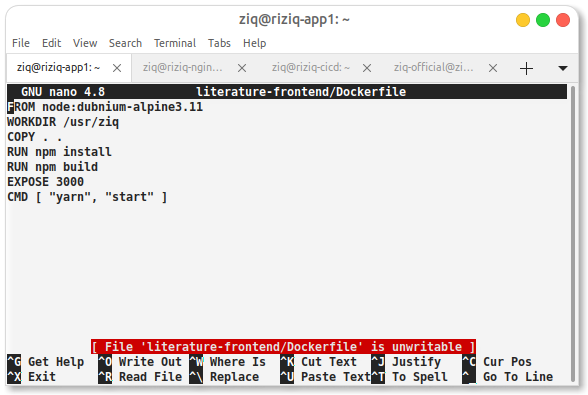 ziq@riziq-app1: ~
File Edit View Search Terminal Tabs Help
ziq@riziq-app1: ~ ziq@riziq-ngin... ziq@riziq-cicd: ~ ziq-official@zi...
GNU nano 4.8 literature-frontend/Dockerfile
FROM node:dubnium-alpine3.11
WORKDIR /usr/ziq
COPY . .
RUN npm install
RUN npm build
EXPOSE 3000
CMD [ "yarn", "start" ]
[ File 'literature-frontend/Dockerfile' is unwritable ]
^G Get Help ^O Write Out ^W Where Is ^K Cut Text ^J Justify ^C Cur Pos
^X Exit ^R Read File ^\ Replace ^U Paste Text ^T To Spell ^_ Go To Line